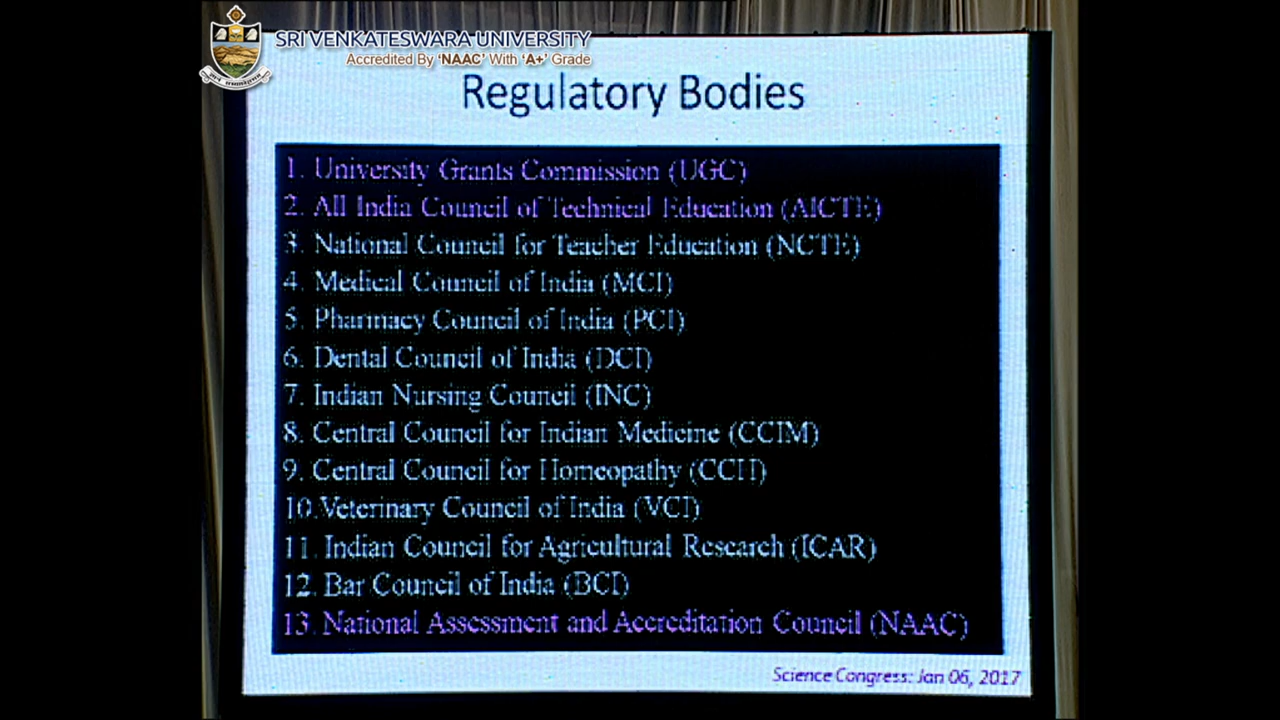 SRI VENKATESWARA UNIVERSITY
Accredited By 'NAAC' With 'A+' Grade
Regulatory Bodies
1. University Grants Commission (UGC)
2. All India Council of Technical Education (AICTE)
3. National Council for Teacher Education (NCTE)
4. Medical Council of India (MCI)
5. Pharmacy Council of India (PCI)
6. Dental Council of India (DCI)
7. Indian Nursing Council (INC)
8. Central Council for Indian Medicine (CCIM)
9. Central Council for Homeopathy (CCH)
10.Veterinary Council of India (VCI)
11. Indian Council for Agricultural Research (ICAR)
12. Bar Council of India (BCI)
13. National Assessment and Accreditation Council (NAAC)
Science Congress: Jan 06, 2017